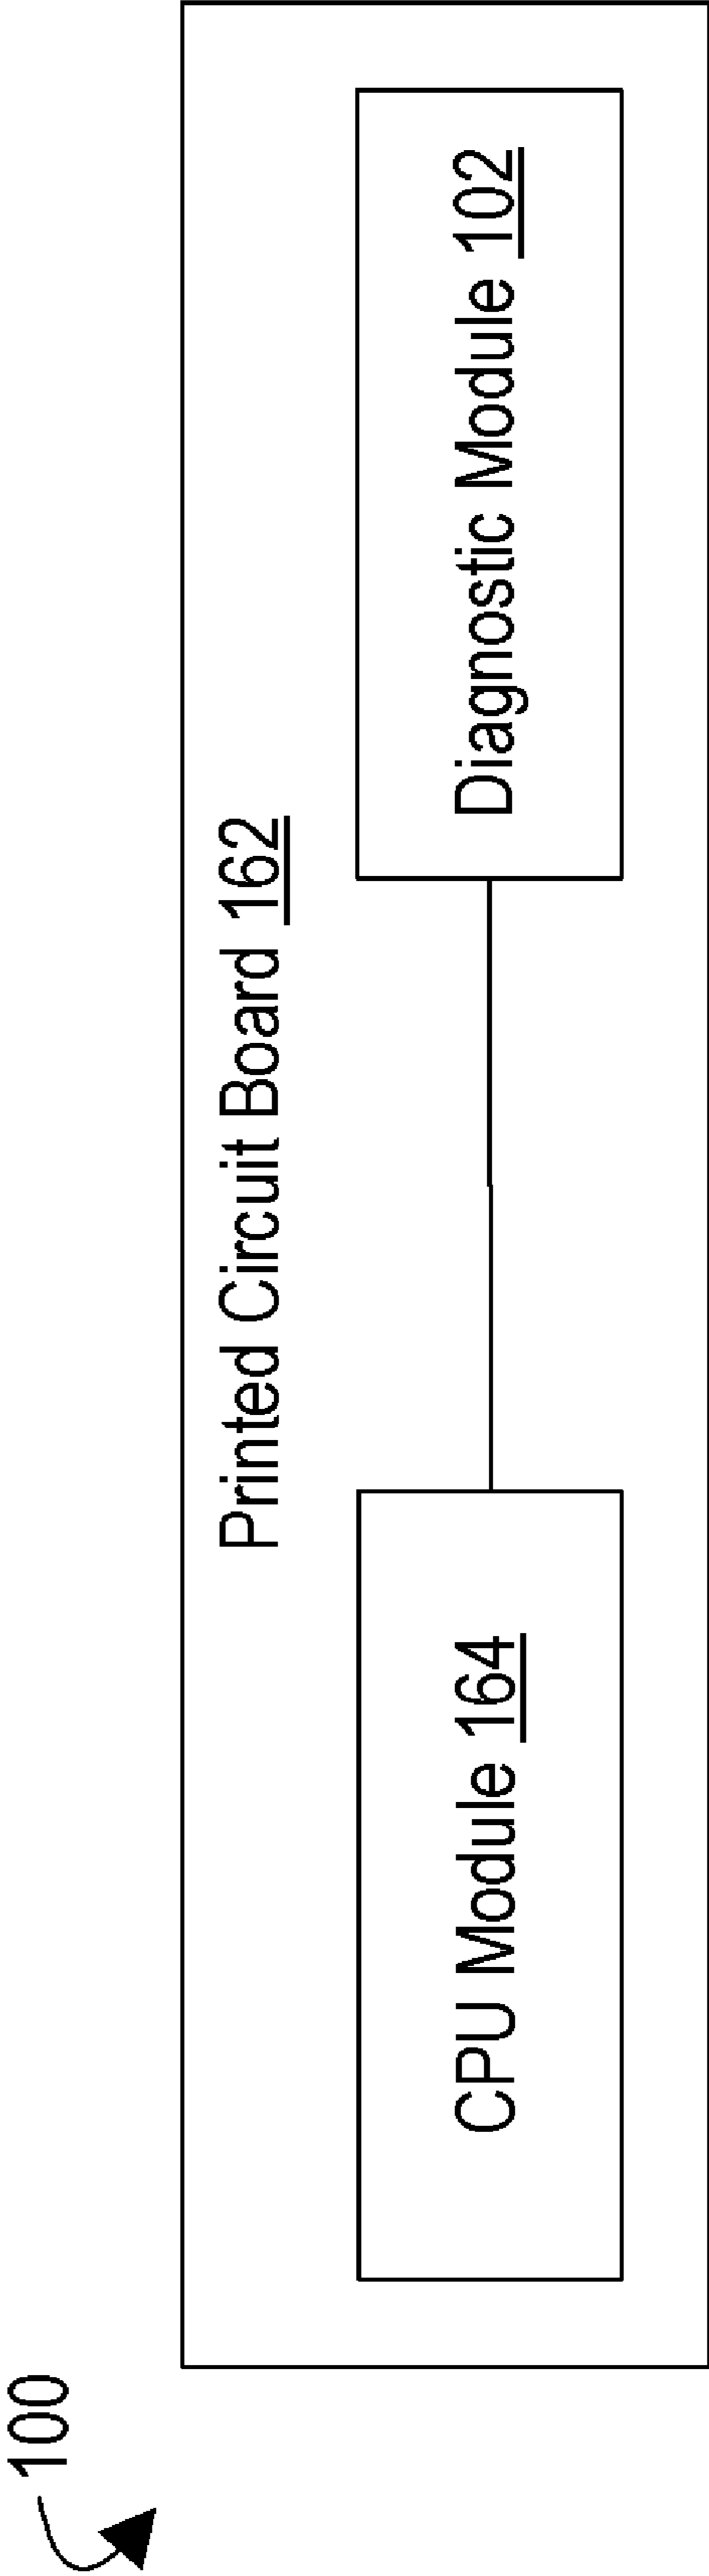 100
Printed Circuit Board 162
CPU Module 164
Diagnostic Module 102